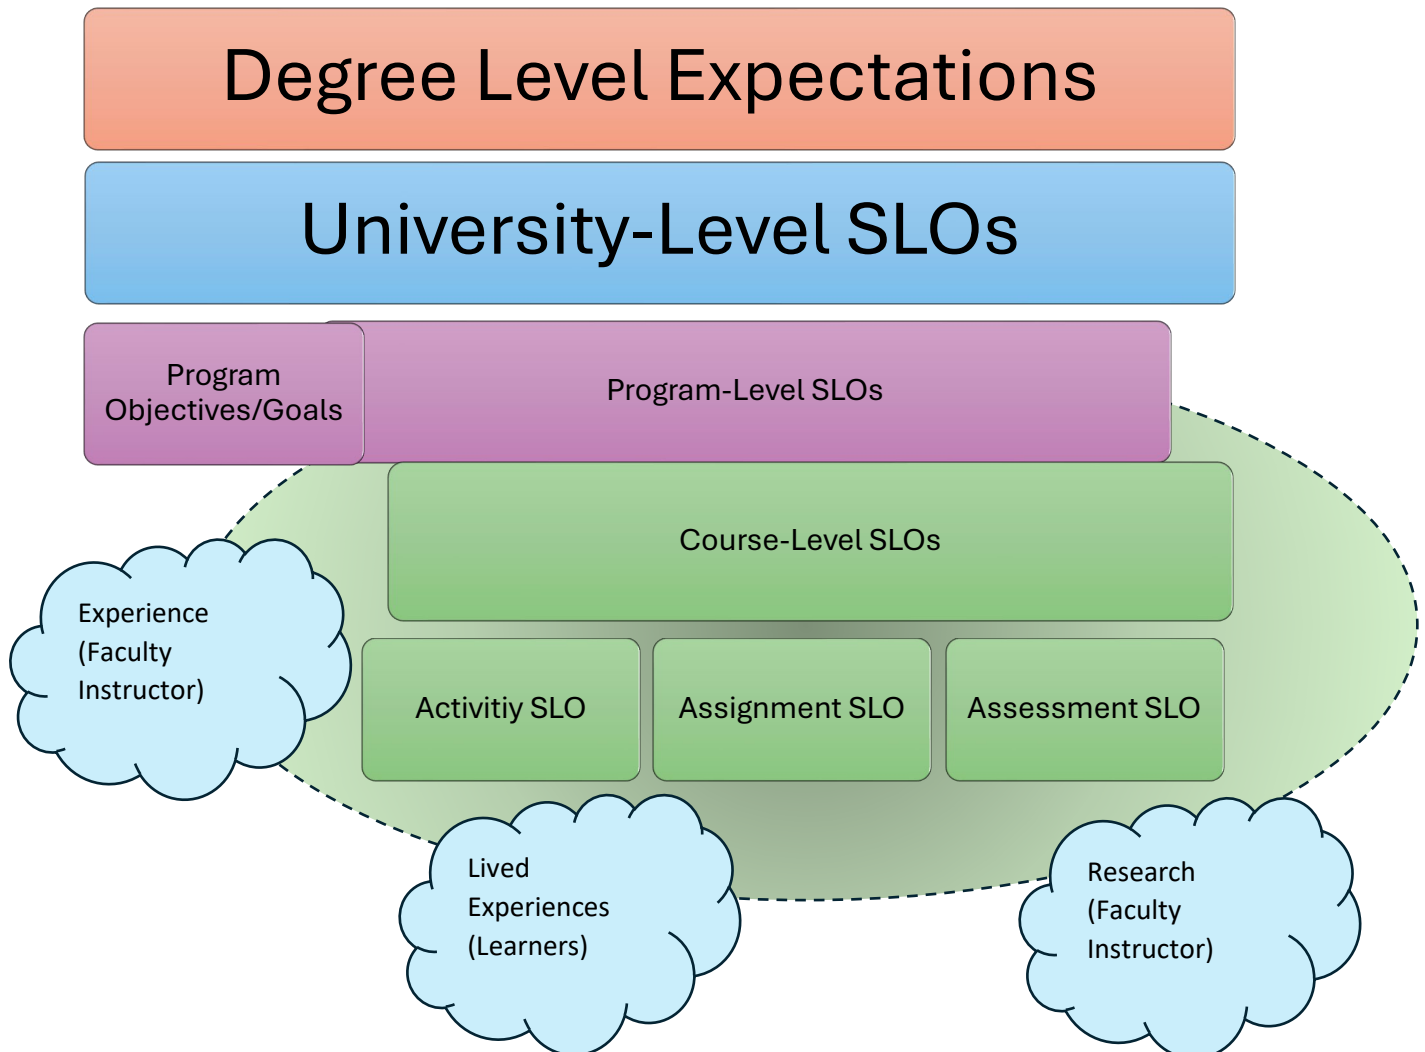 Degree Level Expectations
University-Level SLOs
Program
Objectives/Goals
Program-Level SLOs
Course-Level SLOs
Experience
(Faculty
Instructor)
Activitiy SLO
Assignment SLO
Assessment SLO
Lived
Experiences
(Learners)
Research
(Faculty
Instructor)